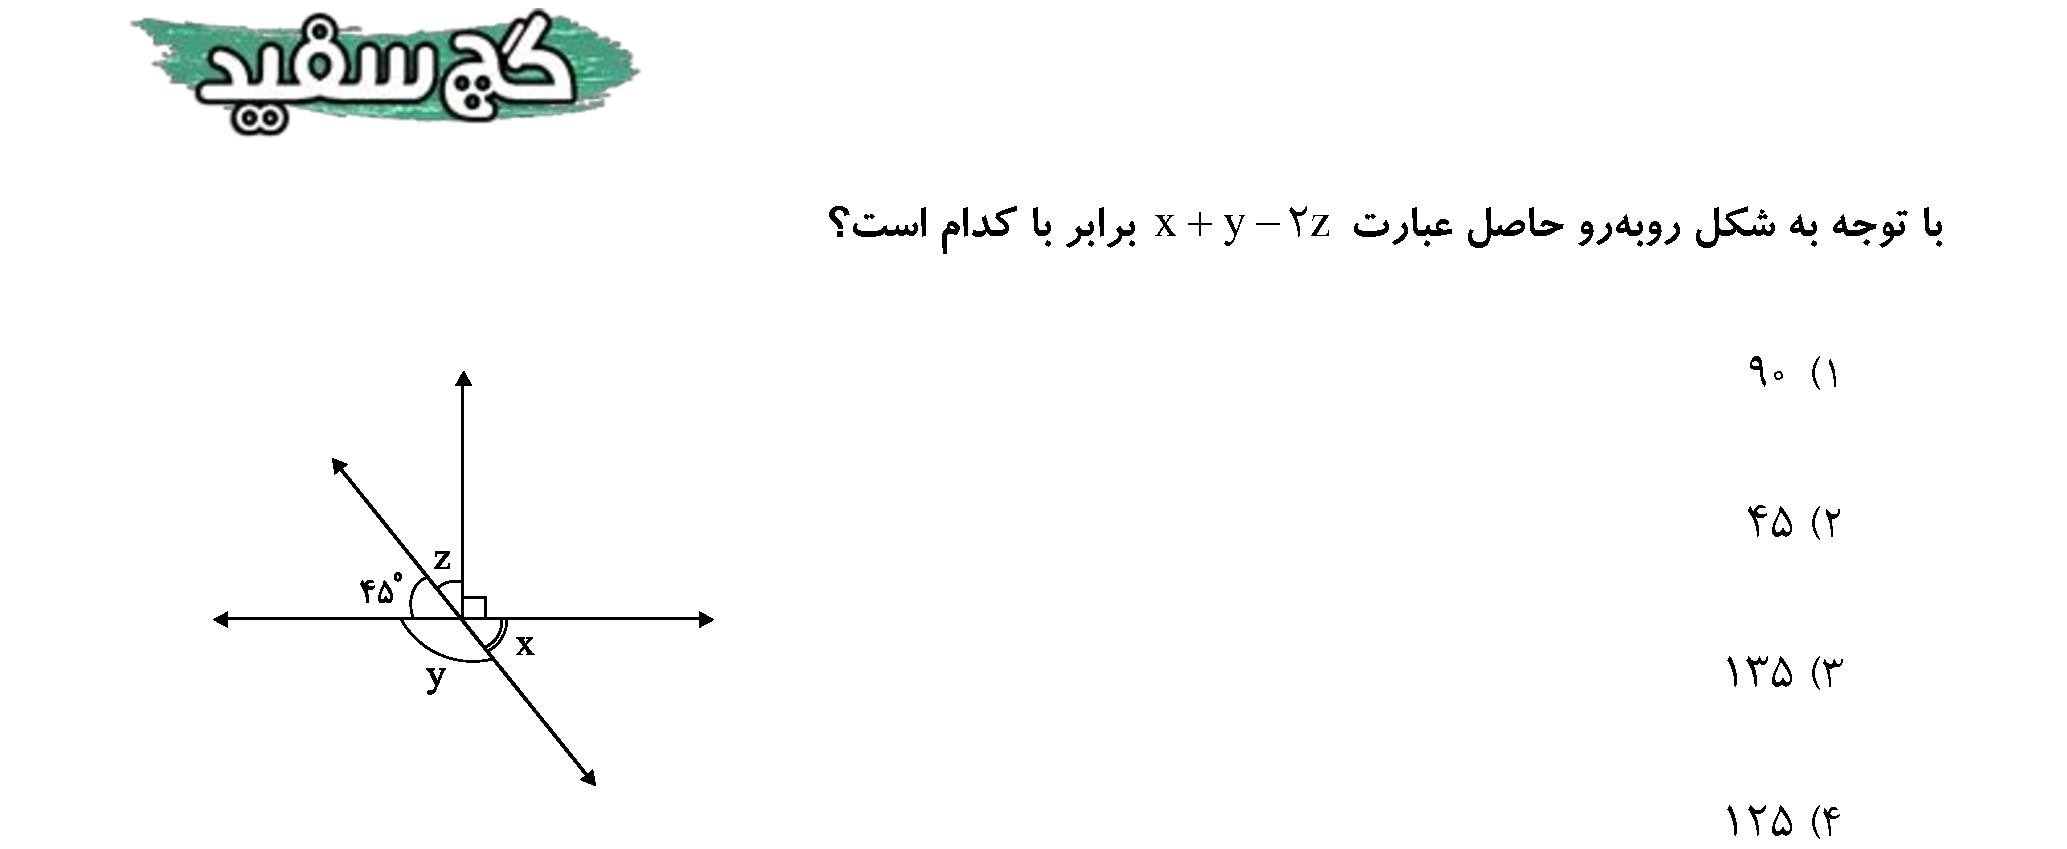 گچ سفید
با توجه به شکل روبه‌رو حاصل عبارت x + y − ۲z برابر با کدام است؟
۱) ۹۰
۲) ۴۵
۳) ۱۳۵
۴) ۱۲۵
z
۴۵°
x
y